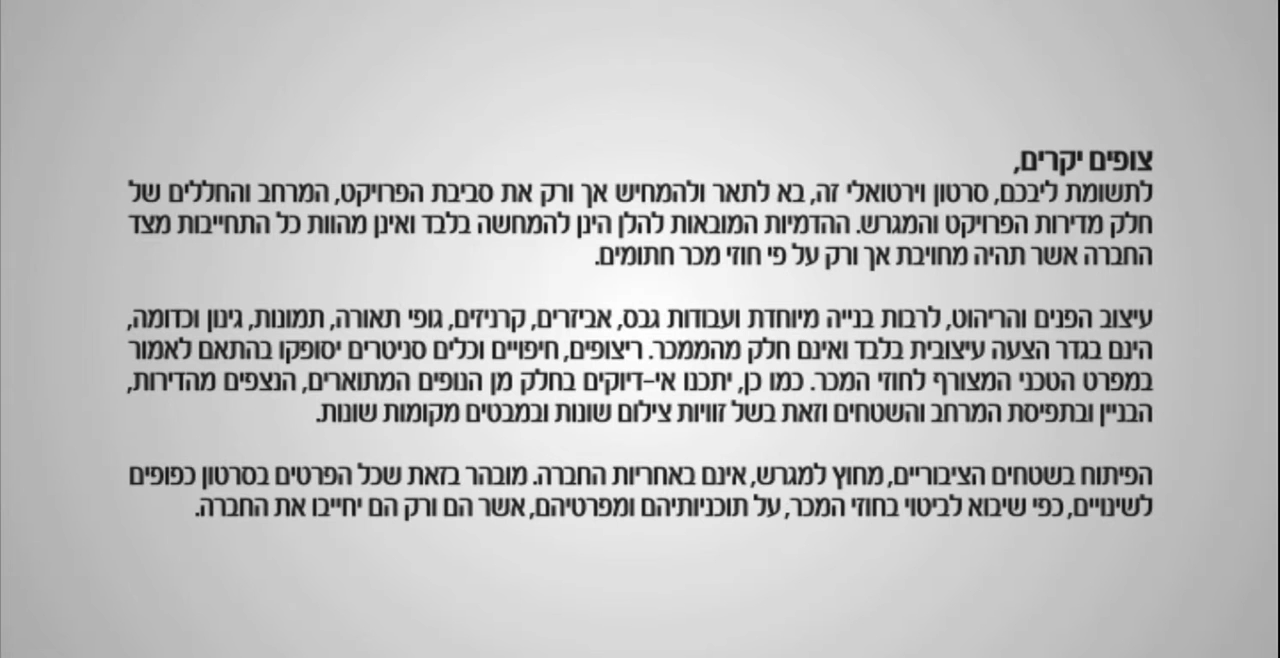 צופים יקרים,
לתשומת ליבכם, סרטון וירטואלי זה, בא לתאר ולהמחיש אך ורק את סביבת הפרויקט, המרחב והחללים של
חלק מדירות הפרויקט והמגרש. ההדמיות המובאות להלן הינן להמחשה בלבד ואינן מהוות כל התחייבות מצד
החברה אשר תהיה מחויבת אך ורק על פי חוזי מכר חתומים.
עיצוב הפנים והריהוט, לרבות בנייה מיוחדת ועבודות גבס, אביזרים, קרניזים, גופי תאורה, תמונות, גינון וכדומה,
הינם בגדר הצעה עיצובית בלבד ואינם חלק מהממכר. ריצופים, חיפויים וכלים סניטרים יסופקו בהתאם לאמור
במפרט הטכני המצורף לחוזי המכר. כמו כן, יתכנו אי-דיוקים בחלק מן הנופים המתוארים, הנצפים מהדירות,
הבניין ובתפיסת המרחב והשטחים וזאת בשל זוויות צילום שונות ובמבטים מקומות שונות.
הפיתוח בשטחים הציבוריים, מחוץ למגרש, אינם באחריות החברה. מובהר בזאת שכל הפרטים בסרטון כפופים
לשינויים, כפי שיבוא לביטוי בחוזי המכר, על תוכניותיהם ומפרטיהם, אשר הם ורק הם יחייבו את החברה.